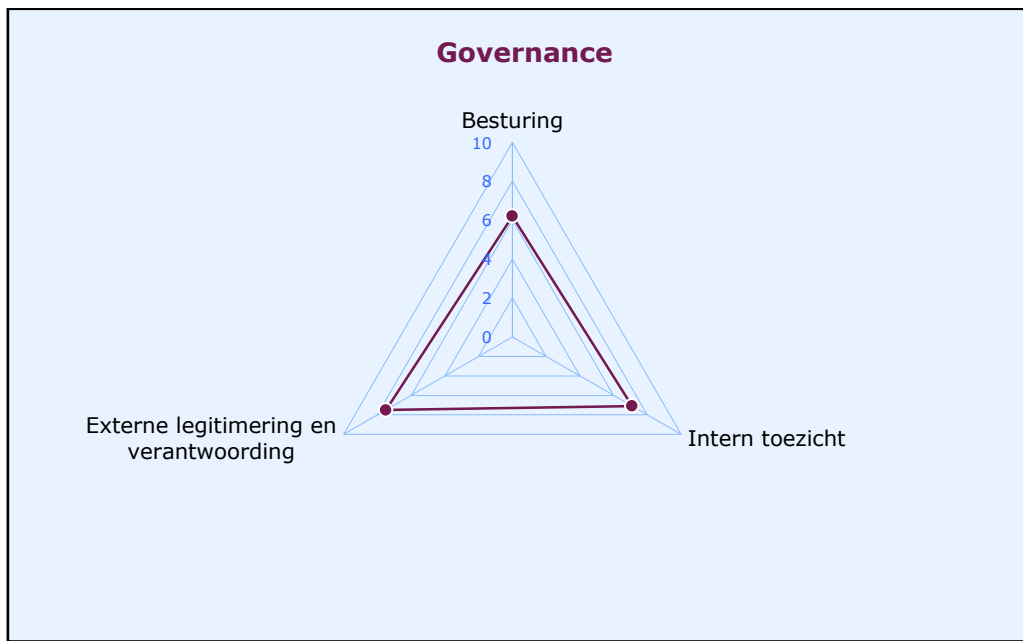 Governance
Besturing
10
8
6
4
2
0
Externe legitimering en
verantwoording
Intern toezicht